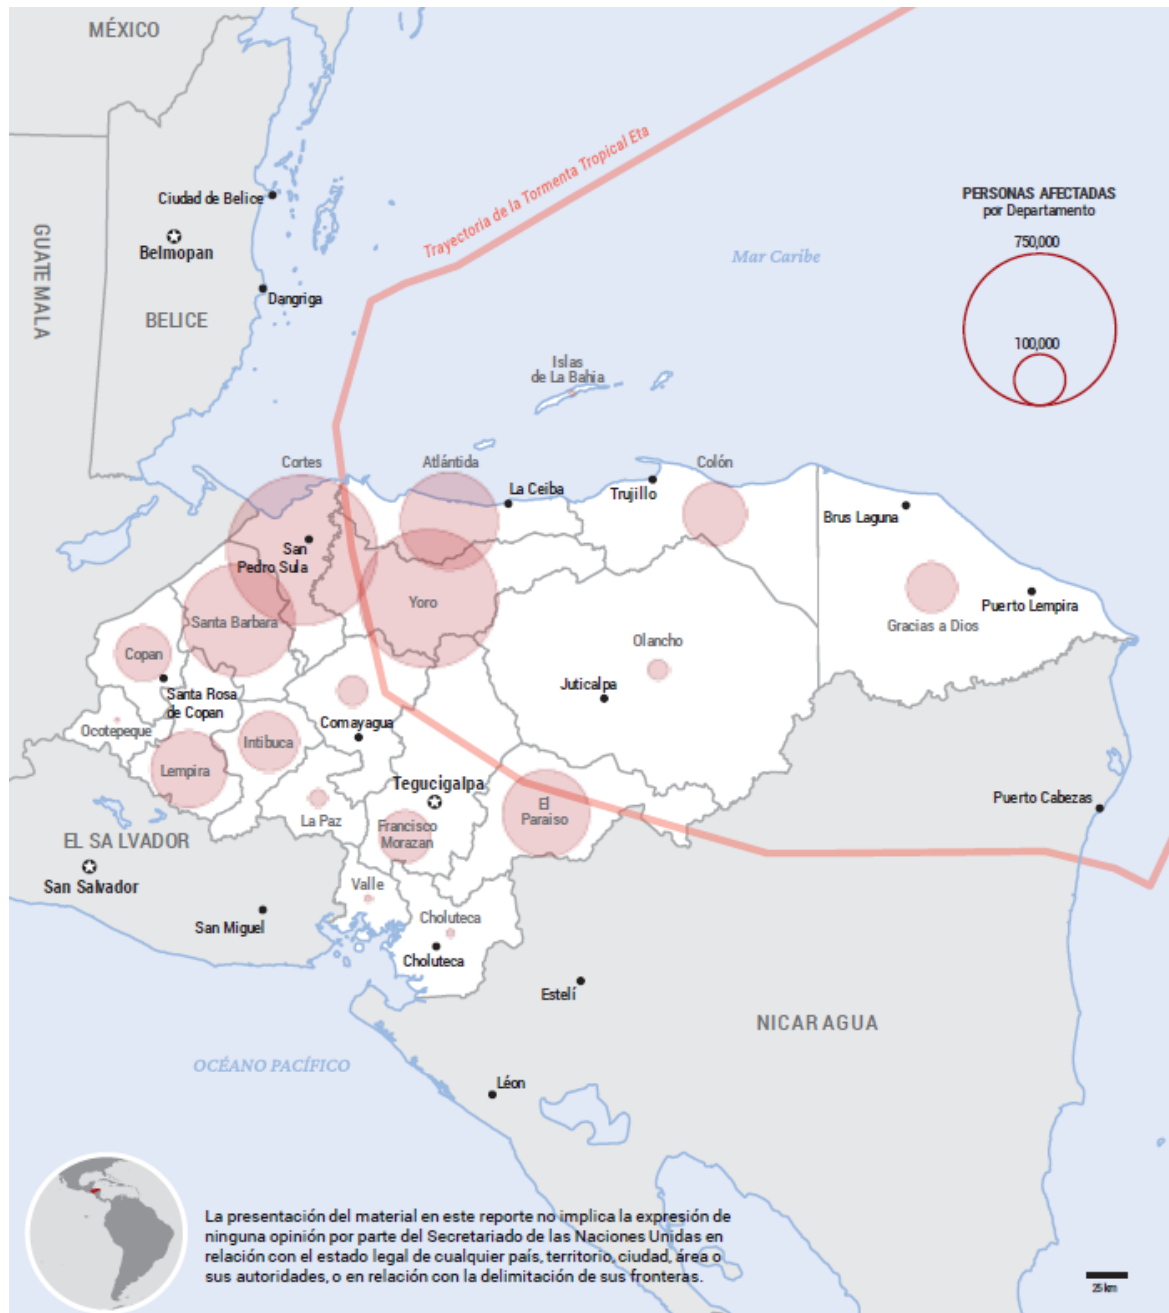 MÉXICO
GUATEMALA
Ciudad de Belice
Belmopan
Dangriga
BELICE
Trayectoria de la Tormenta Tropical Eta
Mar Caribe
PERSONAS AFECTADAS
por Departamento
750,000
100,000
Islas
de La Bahia
Cortes
Atlántida
La Ceiba
Trujillo
Colón
Brus Laguna
San
Pedro Sula
Puerto Lempira
Gracias a Dios
Yoro
Santa Barbara
Copan
Olancho
Juticalpa
Santa Rosa
de Copan
Ocotepeque
Comayagua
Intibuca
Lempira
Tegucigalpa
La Paz
Francisco
Morazan
El
Paraiso
Puerto Cabezas
EL SALVADOR
San Salvador
San Miguel
Valle
Choluteca
Choluteca
Estelí
NICARAGUA
OCÉANO PACÍFICO
Léon
La presentación del material en este reporte no implica la expresión de
ninguna opinión por parte del Secretariado de las Naciones Unidas en
relación con el estado legal de cualquier país, territorio, ciudad, área o
sus autoridades, o en relación con la delimitación de sus fronteras.
25 km